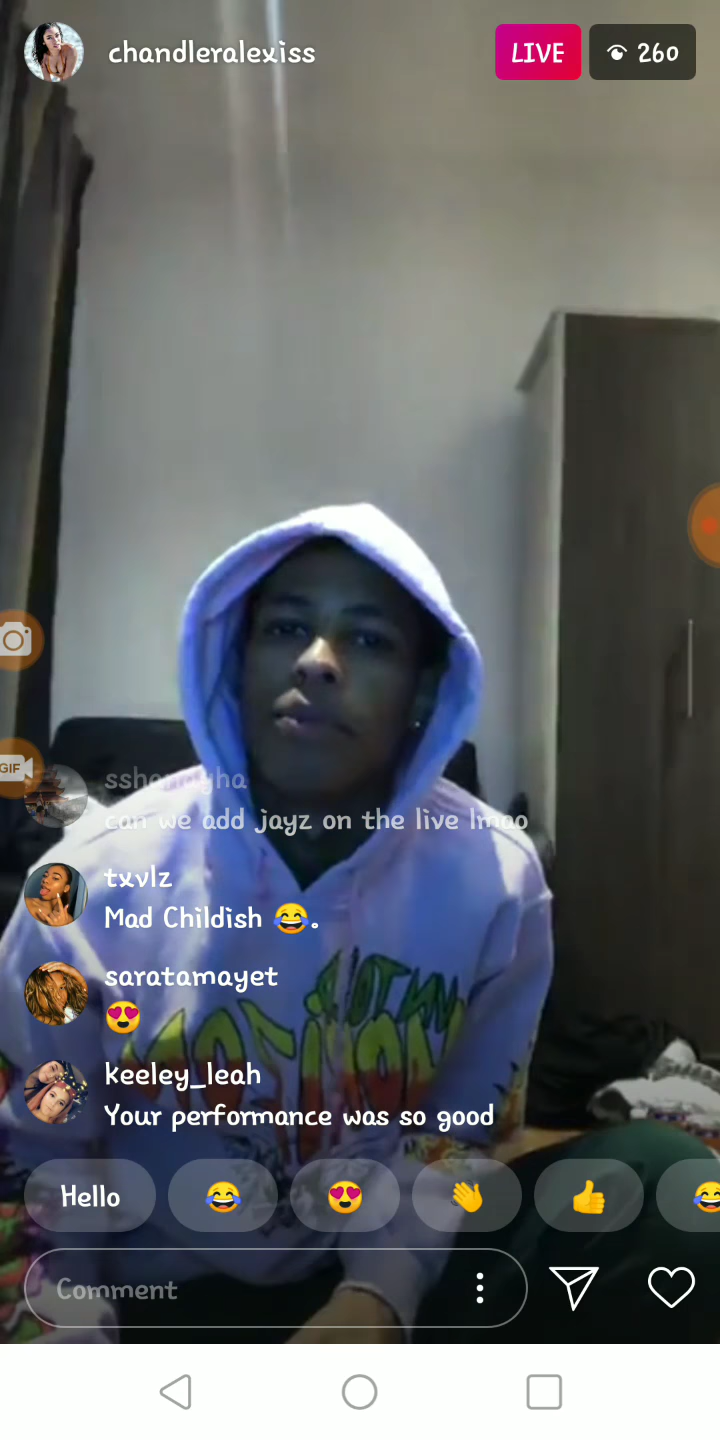 chandleralexiss
LIVE
260
GIF
can we add jayz on the live lmao
txvlz
Mad Childish 😂.
saratamayet
😍
keeley_leah
Your performance was so good
Hello 😂 😍 👋 👍 😂
Comment